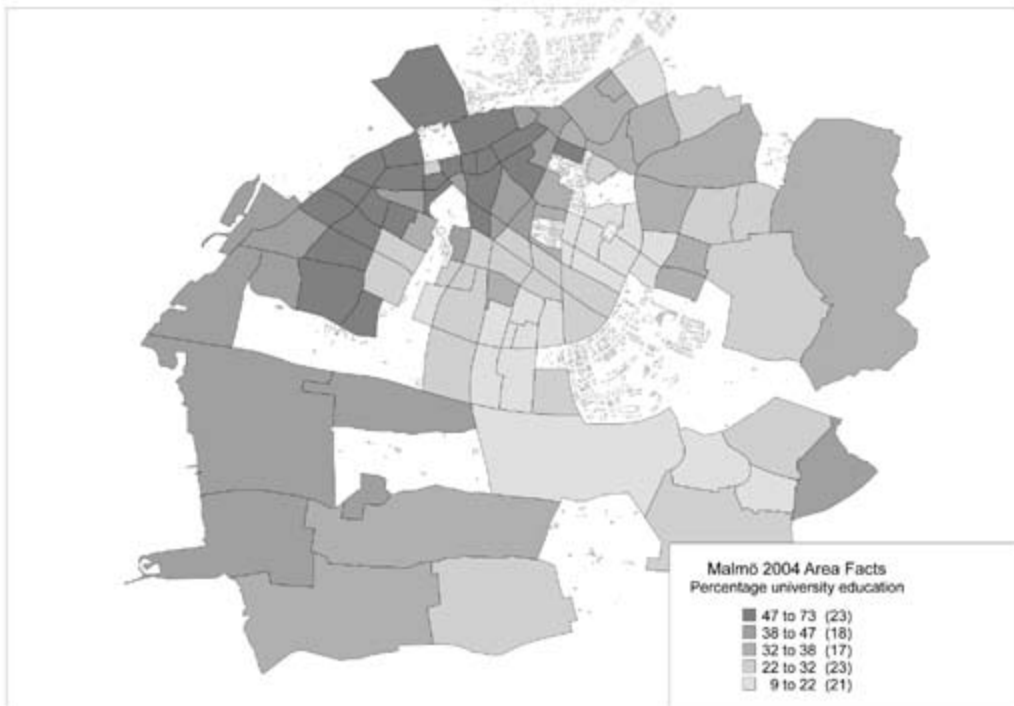 Malmö 2004 Area Facts
Percentage university education
47 to 73 (23)
38 to 47 (18)
32 to 38 (17)
22 to 32 (23)
9 to 22 (21)